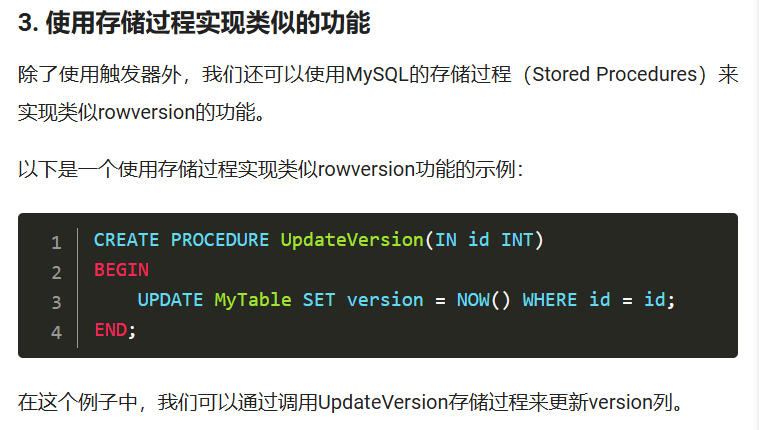 3. 使用存储过程实现类似的功能
除了使用触发器外，我们还可以使用MySQL的存储过程（Stored Procedures）来
实现类似rowversion的功能。
以下是一个使用存储过程实现类似rowversion功能的示例：
1 CREATE PROCEDURE UpdateVersion(IN id INT)
2 BEGIN
3     UPDATE MyTable SET version = NOW() WHERE id = id;
4 END;
在这个例子中，我们可以通过调用UpdateVersion存储过程来更新version列。